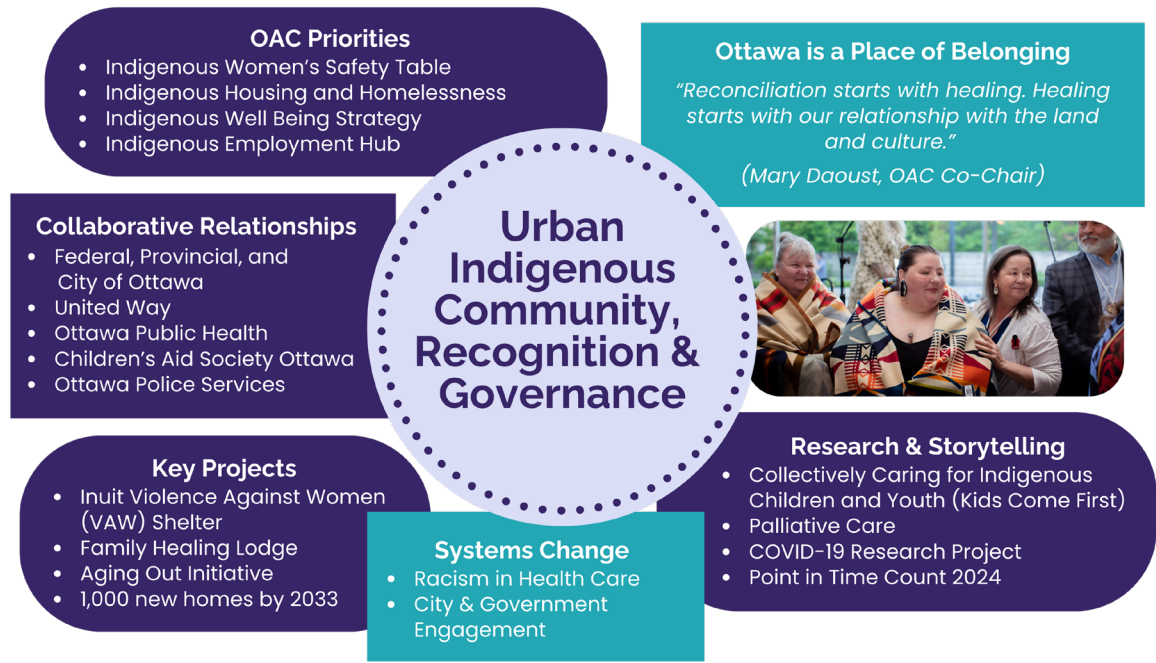 OAC Priorities
• Indigenous Women's Safety Table
• Indigenous Housing and Homelessness
• Indigenous Well Being Strategy
• Indigenous Employment Hub
Ottawa is a Place of Belonging
“Reconciliation starts with healing. Healing
starts with our relationship with the land
and culture.”
(Mary Daoust, OAC Co-Chair)
Collaborative Relationships
• Federal, Provincial, and
City of Ottawa
• United Way
• Ottawa Public Health
• Children's Aid Society Ottawa
• Ottawa Police Services
Urban
Indigenous
Community,
Recognition &
Governance
Key Projects
• Inuit Violence Against Women
(VAW) Shelter
• Family Healing Lodge
• Aging Out Initiative
• 1,000 new homes by 2033
Systems Change
• Racism in Health Care
• City & Government
Engagement
Research & Storytelling
• Collectively Caring for Indigenous
Children and Youth (Kids Come First)
• Palliative Care
• COVID-19 Research Project
• Point in Time Count 2024